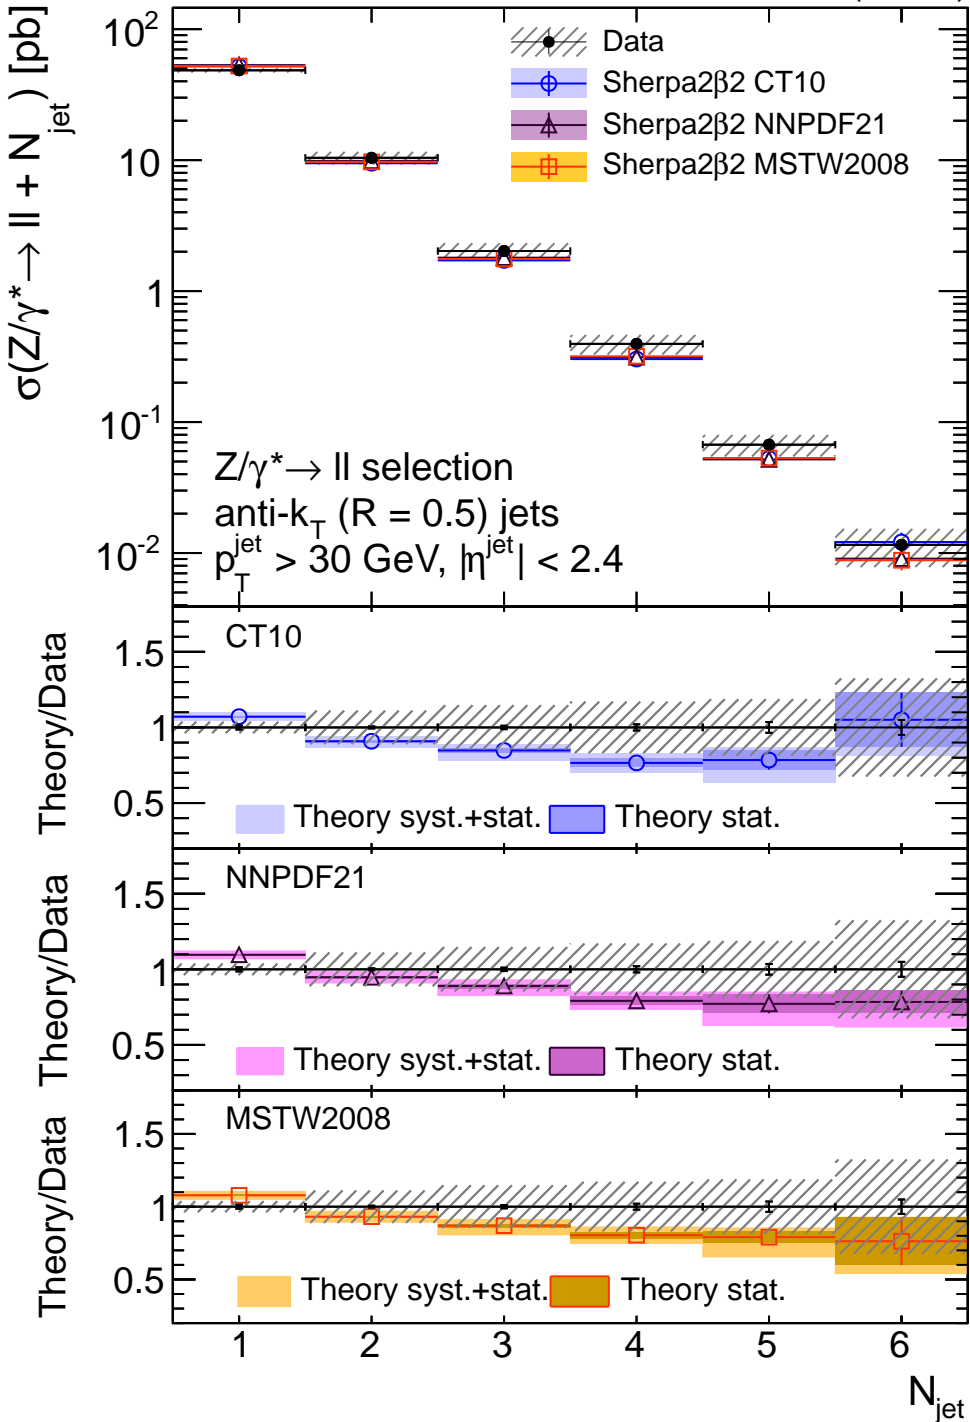 σ(Z/γ*→ ll + N_jet) [pb]
10^2
10
1
10^-1
10^-2
Data
Sherpa2β2 CT10
Sherpa2β2 NNPDF21
Sherpa2β2 MSTW2008
Z/γ*→ ll selection
anti-k_T (R = 0.5) jets
p_T^jet > 30 GeV, |η^jet| < 2.4
Theory/Data
CT10
1.5
1
0.5
Theory syst.+stat.
Theory stat.
Theory/Data
NNPDF21
1.5
1
0.5
Theory syst.+stat.
Theory stat.
Theory/Data
MSTW2008
1.5
1
0.5
Theory syst.+stat.
Theory stat.
1 2 3 4 5 6
N_jet